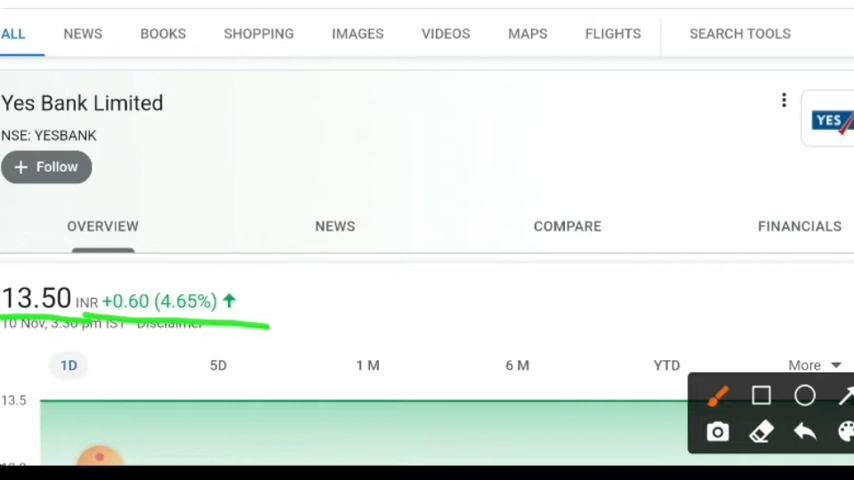 ALL NEWS BOOKS SHOPPING IMAGES VIDEOS MAPS FLIGHTS SEARCH TOOLS
Yes Bank Limited
NSE: YESBANK
+ Follow
YES
OVERVIEW NEWS COMPARE FINANCIALS
13.50 INR +0.60 (4.65%)
10 Nov, 3:30 pm IST Disclaimer
1D 5D 1 M 6 M YTD More
13.5